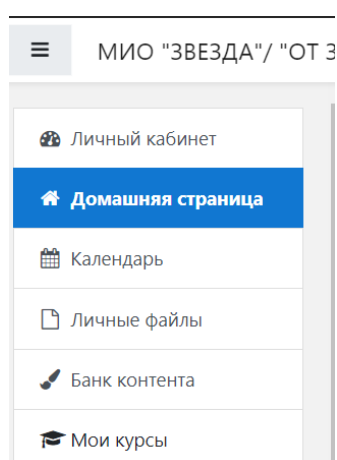 МИО "ЗВЕЗДА"/ "ОТ З
Личный кабинет
Домашняя страница
Календарь
Личные файлы
Банк контента
Мои курсы